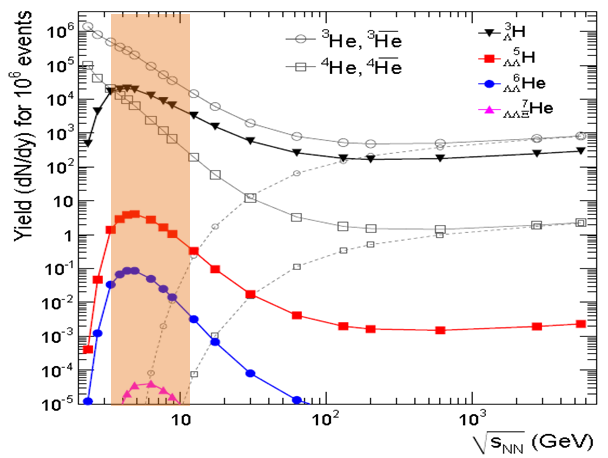 Yield (dN/dy) for 10⁶ events
10⁶
10⁵
10⁴
10³
10²
10
1
10⁻¹
10⁻²
10⁻³
10⁻⁴
10⁻⁵
³He, ³H̅e̅
⁴He, ⁴H̅e̅
³ΛH
⁵ΛΛH
⁶ΛΛHe
⁷ΛΛΞHe
10 10² 10³
√sNN (GeV)